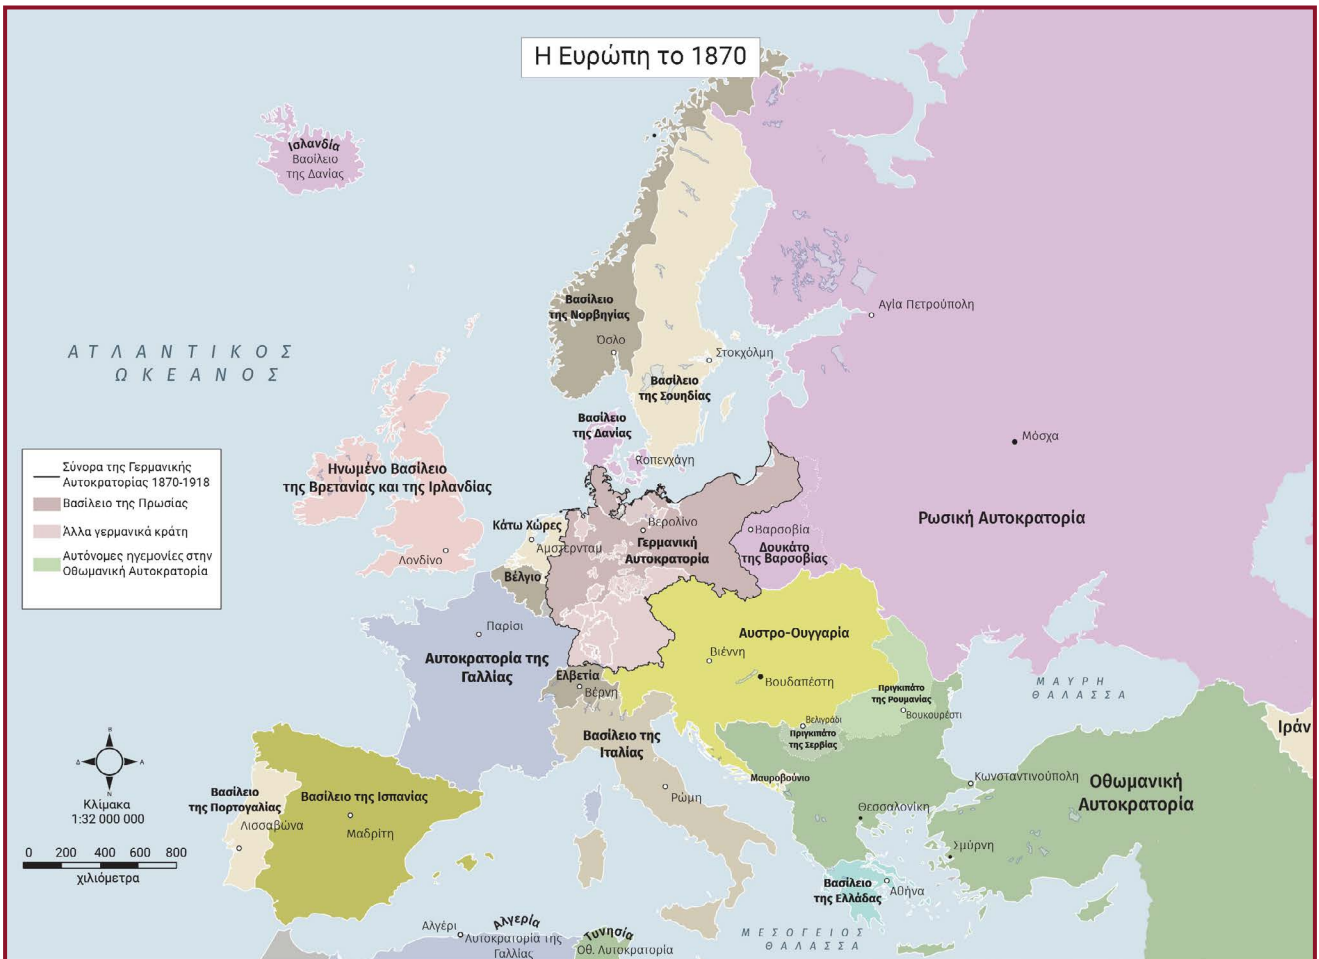 Η Ευρώπη το 1870
Ισλανδία
Βασίλειο
της Δανίας
ΑΤΛΑΝΤΙΚΟΣ
ΩΚΕΑΝΟΣ
Βασίλειο
της Νορβηγίας
Όσλο
Στοκχόλμη
Βασίλειο
της Σουηδίας
Αγία Πετρούπολη
Μόσχα
Βασίλειο
της Δανίας
Κοπενχάγη
Σύνορα της Γερμανικής
Αυτοκρατορίας 1870-1918
Βασίλειο της Πρωσίας
Άλλα γερμανικά κράτη
Αυτόνομες ηγεμονίες στην
Οθωμανική Αυτοκρατορία
Ηνωμένο Βασίλειο
της Βρετανίας και της Ιρλανδίας
Λονδίνο
Κάτω Χώρες
Άμστερνταμ
Βέλγιο
Βερολίνο
Γερμανική
Αυτοκρατορία
Βαρσοβία
Δουκάτο
της Βαρσοβίας
Ρωσική Αυτοκρατορία
Παρίσι
Αυτοκρατορία της
Γαλλίας
Ελβετία
Βέρνη
Αυστρο-Ουγγαρία
Βιέννη
Βουδαπέστη
Πριγκιπάτο
της Ρουμανίας
Βουκουρέστι
Βελιγράδι
Πριγκιπάτο
της Σερβίας
Μαυροβούνιο
ΜΑΥΡΗ
ΘΑΛΑΣΣΑ
Ιράν
Βασίλειο της
Ιταλίας
Ρώμη
Β
Δ
Α
Ν
Κλίμακα
1:32 000 000
0 200 400 600 800
χιλιόμετρα
Βασίλειο
της Πορτογαλίας
Λισσαβώνα
Βασίλειο της Ισπανίας
Μαδρίτη
Κωνσταντινούπολη
Οθωμανική
Αυτοκρατορία
Θεσσαλονίκη
Σμύρνη
Βασίλειο
της Ελλάδας
Αθήνα
ΜΕΣΟΓΕΙΟΣ
ΘΑΛΑΣΣΑ
Αλγέρι
Αλγερία
Αυτοκρατορία της
Γαλλίας
Τυνησία
Οθ. Αυτοκρατορία